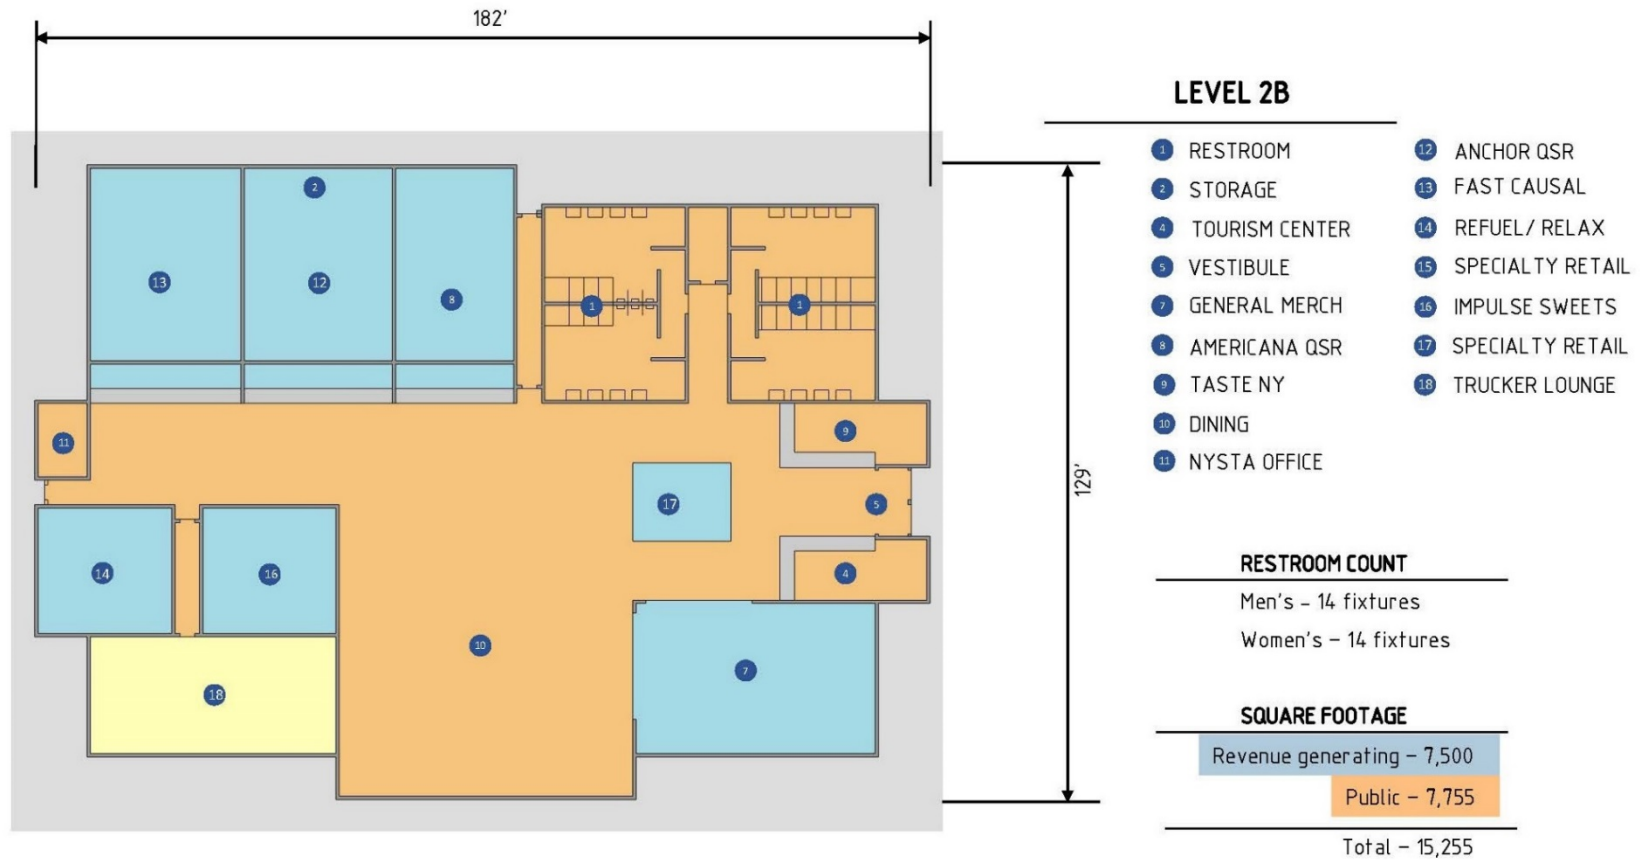 182'
129'
2
13
12
8
1
1
11
9
17
5
14
16
4
10
7
18
LEVEL 2B
1 RESTROOM
2 STORAGE
4 TOURISM CENTER
5 VESTIBULE
7 GENERAL MERCH
8 AMERICANA QSR
9 TASTE NY
10 DINING
11 NYSTA OFFICE
12 ANCHOR QSR
13 FAST CAUSAL
14 REFUEL/ RELAX
15 SPECIALTY RETAIL
16 IMPULSE SWEETS
17 SPECIALTY RETAIL
18 TRUCKER LOUNGE
RESTROOM COUNT
Men's – 14 fixtures
Women's – 14 fixtures
SQUARE FOOTAGE
Revenue generating – 7,500
Public – 7,755
Total – 15,255